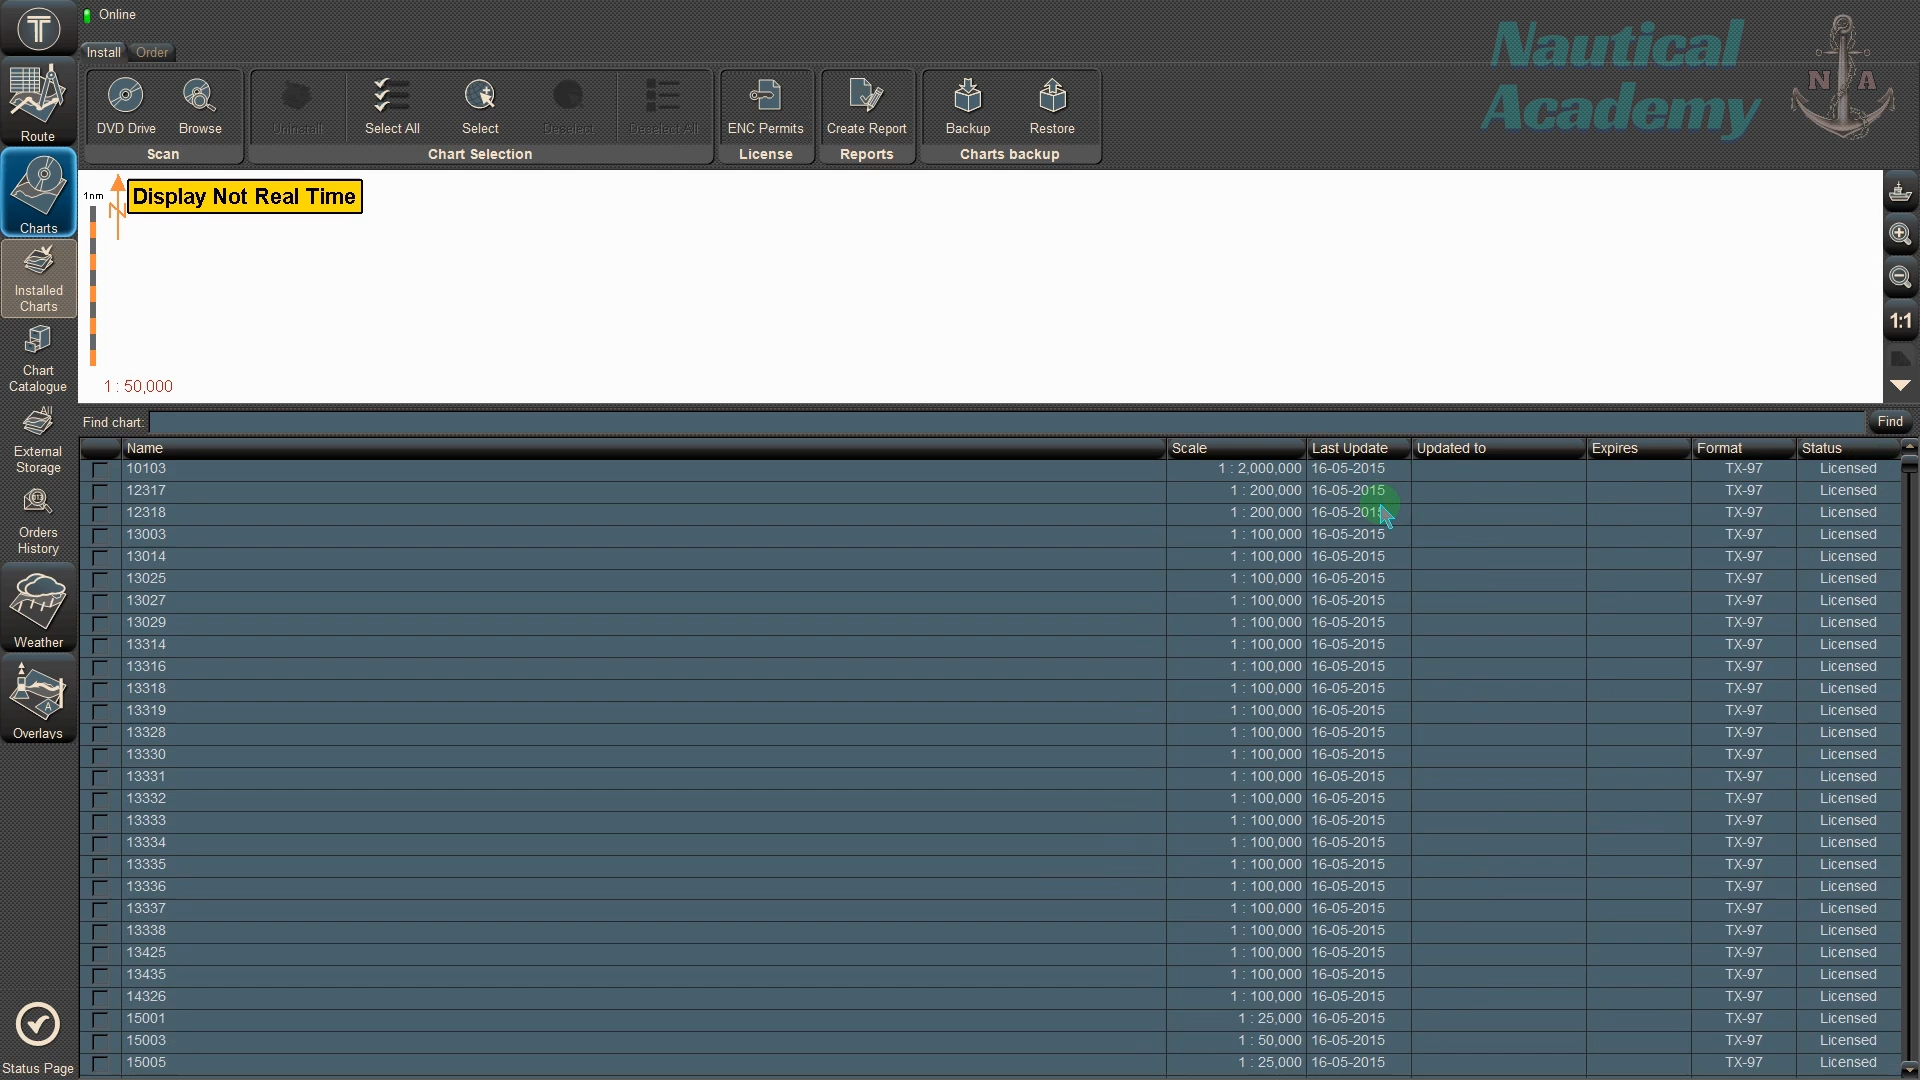 Online
Install Order
Nautical
Academy
N A
DVD Drive Browse Uninstall Select All Select Deselect Deselect All ENC Permits Create Report Backup Restore
Scan Chart Selection License Reports Charts backup
Route
Charts
Installed
Charts
Chart
Catalogue
All
External
Storage
Orders
History
Weather
A
Overlays
Status Page
1nm
N
Display Not Real Time
1 : 50,000
1:1
Find chart: Find
Name Scale Last Update Updated to Expires Format Status
10103 1 : 2,000,000 16-05-2015 TX-97 Licensed
12317 1 : 200,000 16-05-2015 TX-97 Licensed
12318 1 : 200,000 16-05-2015 TX-97 Licensed
13003 1 : 100,000 16-05-2015 TX-97 Licensed
13014 1 : 100,000 16-05-2015 TX-97 Licensed
13025 1 : 100,000 16-05-2015 TX-97 Licensed
13027 1 : 100,000 16-05-2015 TX-97 Licensed
13029 1 : 100,000 16-05-2015 TX-97 Licensed
13314 1 : 100,000 16-05-2015 TX-97 Licensed
13316 1 : 100,000 16-05-2015 TX-97 Licensed
13318 1 : 100,000 16-05-2015 TX-97 Licensed
13319 1 : 100,000 16-05-2015 TX-97 Licensed
13328 1 : 100,000 16-05-2015 TX-97 Licensed
13330 1 : 100,000 16-05-2015 TX-97 Licensed
13331 1 : 100,000 16-05-2015 TX-97 Licensed
13332 1 : 100,000 16-05-2015 TX-97 Licensed
13333 1 : 100,000 16-05-2015 TX-97 Licensed
13334 1 : 100,000 16-05-2015 TX-97 Licensed
13335 1 : 100,000 16-05-2015 TX-97 Licensed
13336 1 : 100,000 16-05-2015 TX-97 Licensed
13337 1 : 100,000 16-05-2015 TX-97 Licensed
13338 1 : 100,000 16-05-2015 TX-97 Licensed
13425 1 : 100,000 16-05-2015 TX-97 Licensed
13435 1 : 100,000 16-05-2015 TX-97 Licensed
14326 1 : 100,000 16-05-2015 TX-97 Licensed
15001 1 : 25,000 16-05-2015 TX-97 Licensed
15003 1 : 50,000 16-05-2015 TX-97 Licensed
15005 1 : 25,000 16-05-2015 TX-97 Licensed